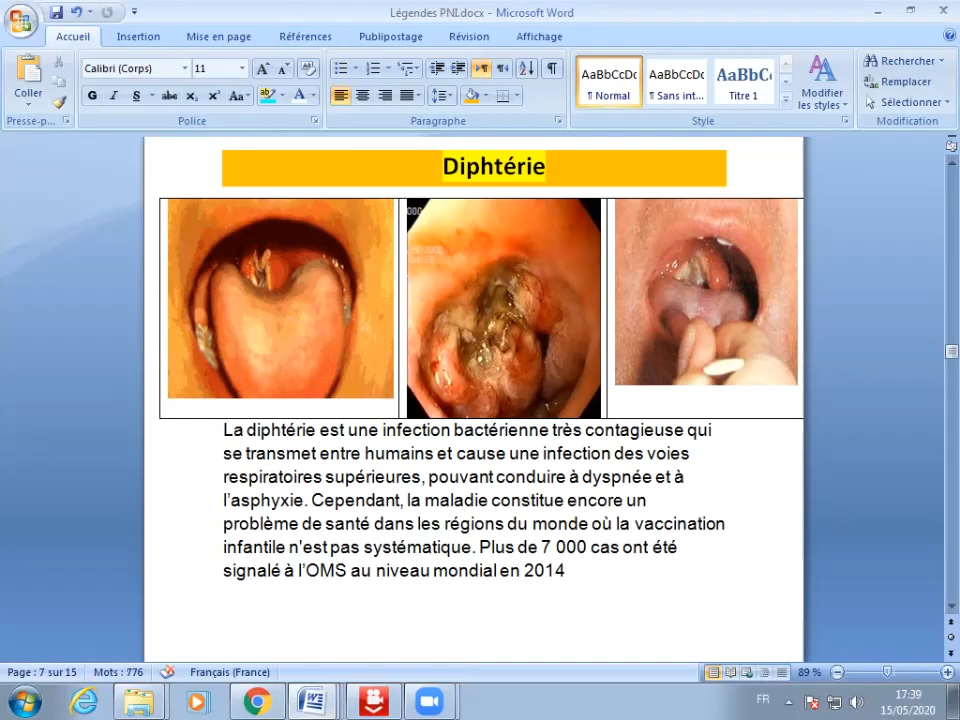 Légendes PNI.docx - Microsoft Word
Accueil Insertion Mise en page Références Publipostage Révision Affichage
Coller
Calibri (Corps) 11
AaBbCcDc AaBbCcDc AaBbC
¶ Normal ¶ Sans int... Titre 1
Modifier les styles
Rechercher
Remplacer
Sélectionner
Presse-p... Police Paragraphe Style Modification
Diphtérie
La diphtérie est une infection bactérienne très contagieuse qui
se transmet entre humains et cause une infection des voies
respiratoires supérieures, pouvant conduire à dyspnée et à
l'asphyxie. Cependant, la maladie constitue encore un
problème de santé dans les régions du monde où la vaccination
infantile n'est pas systématique. Plus de 7 000 cas ont été
signalé à l'OMS au niveau mondial en 2014
Page : 7 sur 15 Mots : 776 Français (France) 89 %
FR 17:39
15/05/2020